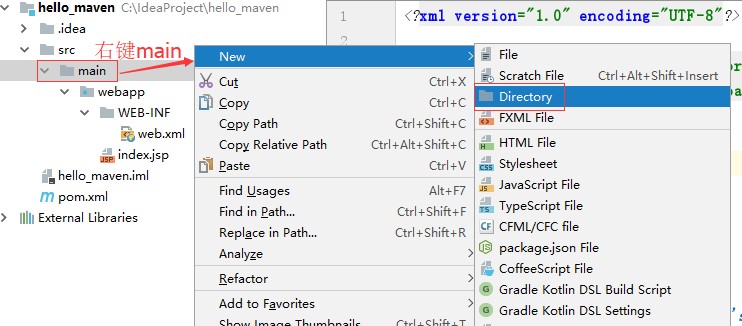 hello_maven C:\IdeaProject\hello_maven
.idea
src
main
webapp
WEB-INF
web.xml
index.jsp
hello_maven.iml
pom.xml
External Libraries
右键main
1
2
<?xml version="1.0" encoding="UTF-8"?>
New
Cut Ctrl+X
Copy Ctrl+C
Copy Path Ctrl+Shift+C
Copy Relative Path Ctrl+Alt+Shift+C
Paste Ctrl+V
Find Usages Alt+F7
Find in Path... Ctrl+Shift+F
Replace in Path... Ctrl+Shift+R
Analyze
Refactor
Add to Favorites
Show Image Thumbnails Ctrl+Shift+T
File
Scratch File Ctrl+Alt+Shift+Insert
Directory
FXML File
HTML File
Stylesheet
JavaScript File
TypeScript File
CFML/CFC file
package.json File
CoffeeScript File
Gradle Kotlin DSL Build Script
Gradle Kotlin DSL Settings